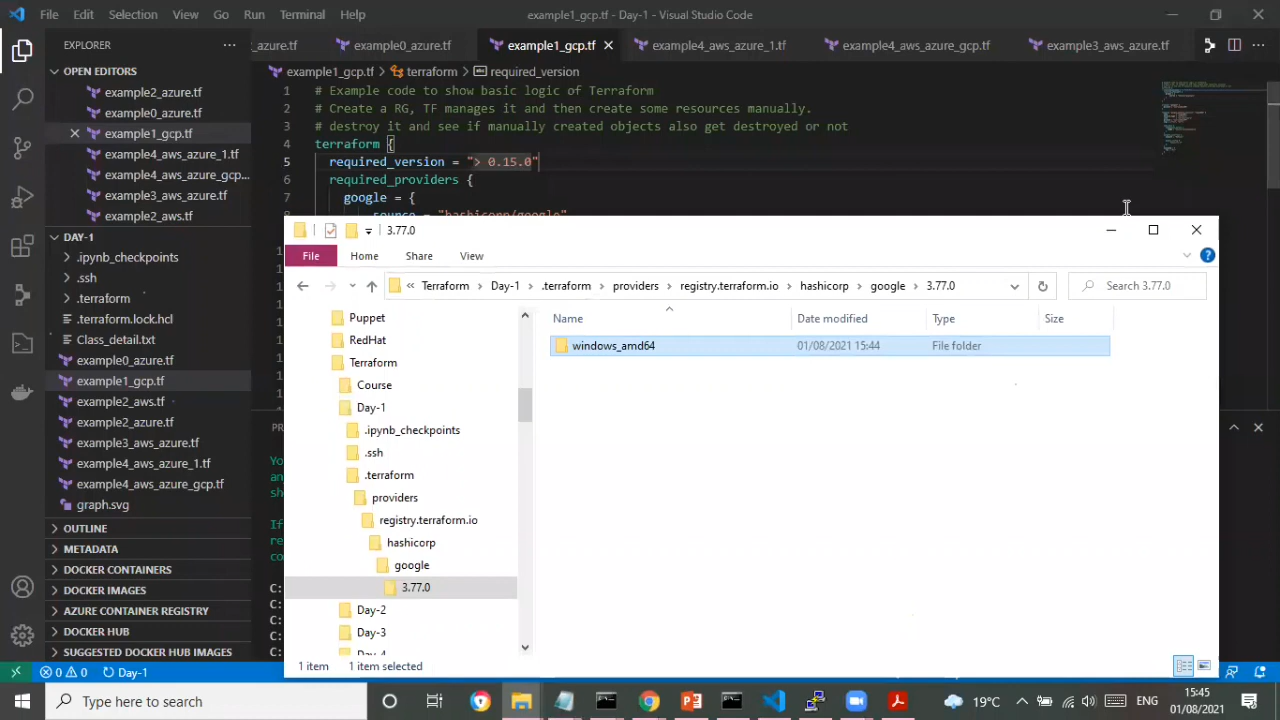 File Edit Selection View Go Run Terminal Help
example1_gcp.tf - Day-1 - Visual Studio Code
EXPLORER
_azure.tf
example0_azure.tf
example1_gcp.tf
example4_aws_azure_1.tf
example4_aws_azure_gcp.tf
example3_aws_azure.tf
OPEN EDITORS
example2_azure.tf
example0_azure.tf
example1_gcp.tf
example4_aws_azure_1.tf
example4_aws_azure_gcp...
example3_aws_azure.tf
example2_aws.tf
DAY-1
.ipynb_checkpoints
.ssh
.terraform
.terraform.lock.hcl
Class_detail.txt
example0_azure.tf
example1_gcp.tf
example2_aws.tf
example2_azure.tf
example3_aws_azure.tf
example4_aws_azure_1.tf
example4_aws_azure_gcp.tf
graph.svg
OUTLINE
METADATA
DOCKER CONTAINERS
DOCKER IMAGES
AZURE CONTAINER REGISTRY
DOCKER HUB
SUGGESTED DOCKER HUB IMAGES
example1_gcp.tf > terraform > required_version
1 # Example code to show basic logic of Terraform
2 # Create a RG, TF manages it and then create some resources manually.
3 # destroy it and see if manually created objects also get destroyed or not
4 terraform {
5 required_version = "> 0.15.0"
6 required_providers {
7 google = {
8 source = "hashicorp/google"
3.77.0
File Home Share View
« Terraform > Day-1 > .terraform > providers > registry.terraform.io > hashicorp > google > 3.77.0
Search 3.77.0
Puppet
RedHat
Terraform
Course
Day-1
.ipynb_checkpoints
.ssh
.terraform
providers
registry.terraform.io
hashicorp
google
3.77.0
Day-2
Day-3
Name Date modified Type Size
windows_amd64 01/08/2021 15:44 File folder
1 item 1 item selected
0 0 Day-1
Type here to search
19°C ENG
15:45
01/08/2021